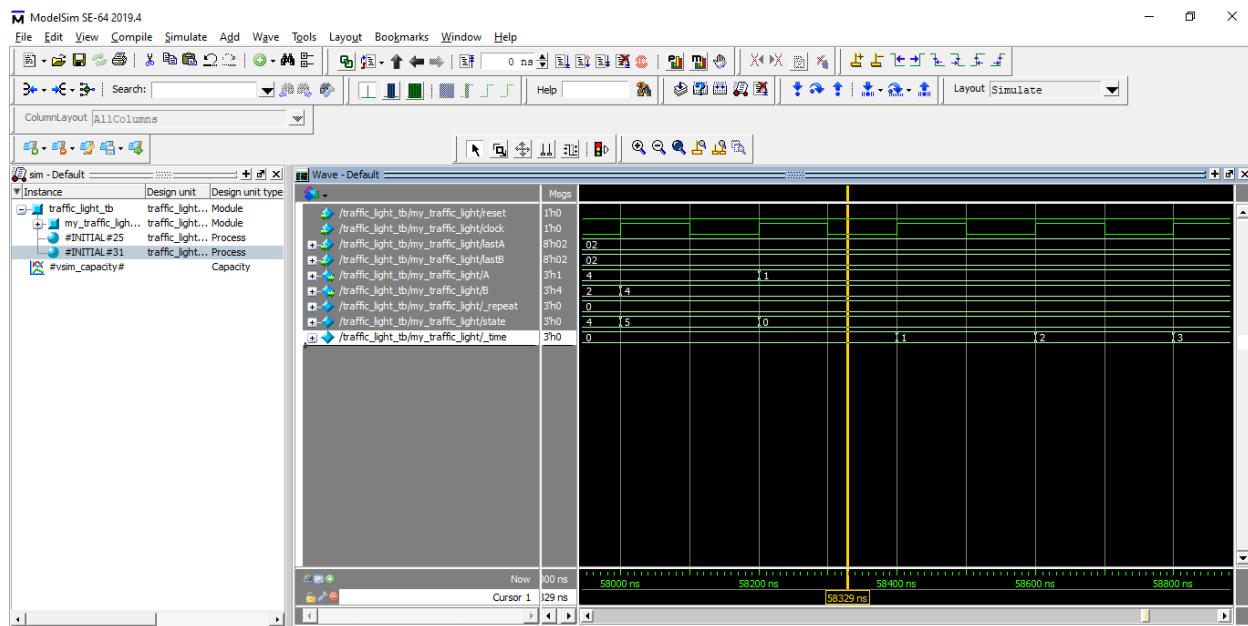 ModelSim SE-64 2019.4
File Edit View Compile Simulate Add Wave Tools Layout Bookmarks Window Help
0 ns
Search: Help Layout Simulate
ColumnLayout AllColumns
sim - Default
Instance Design unit Design unit type
traffic_light_tb traffic_light... Module
my_traffic_ligh... traffic_light... Module
#INITIAL#25 traffic_light... Process
#INITIAL#31 traffic_light... Process
#vsim_capacity# Capacity
Wave - Default
Msgs
/traffic_light_tb/my_traffic_light/reset 1'h0
/traffic_light_tb/my_traffic_light/clock 1'h0
/traffic_light_tb/my_traffic_light/lastA 8'h02 02
/traffic_light_tb/my_traffic_light/lastB 8'h02 02
/traffic_light_tb/my_traffic_light/A 3'h1 4 1
/traffic_light_tb/my_traffic_light/B 3'h4 2 4
/traffic_light_tb/my_traffic_light/_repeat 3'h0 0
/traffic_light_tb/my_traffic_light/state 3'h0 4 5 0
/traffic_light_tb/my_traffic_light/_time 3'h0 0 1 2 3
Now 000 ns 58000 ns 58200 ns 58400 ns 58600 ns 58800 ns
Cursor 1 329 ns 58329 ns